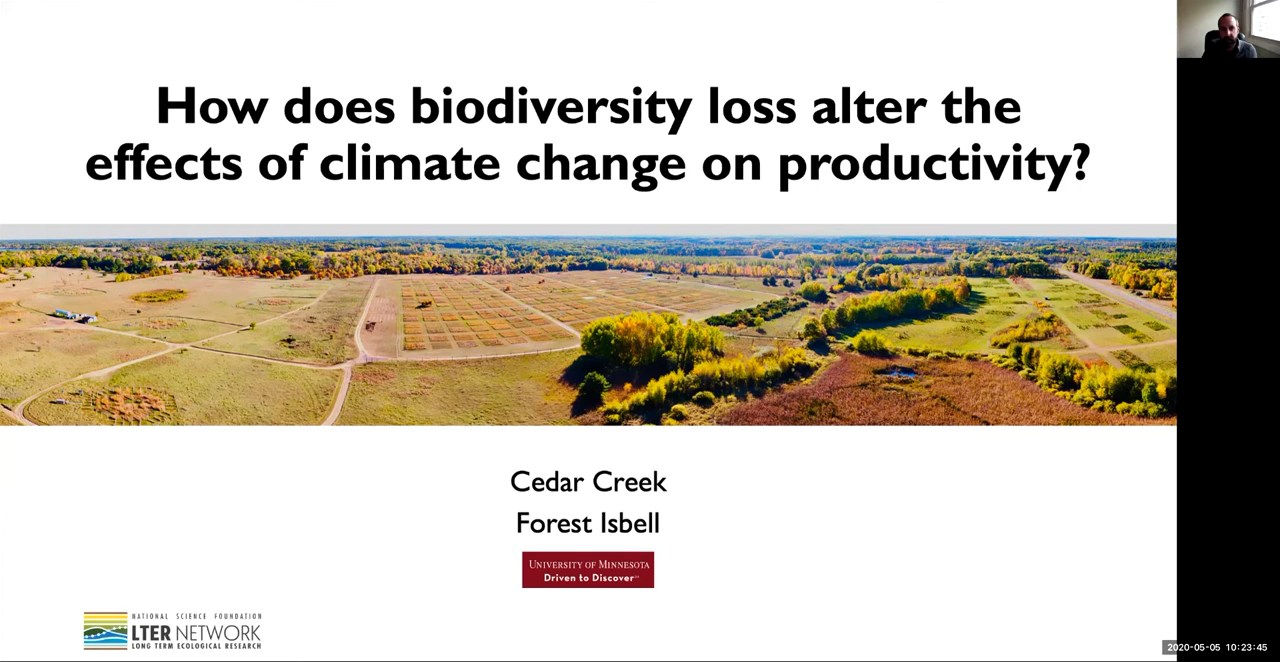 How does biodiversity loss alter the
effects of climate change on productivity?
Cedar Creek
Forest Isbell
UNIVERSITY OF MINNESOTA
Driven to Discover
NATIONAL SCIENCE FOUNDATION
LTER NETWORK
LONG TERM ECOLOGICAL RESEARCH
2020-05-05 10:23:45